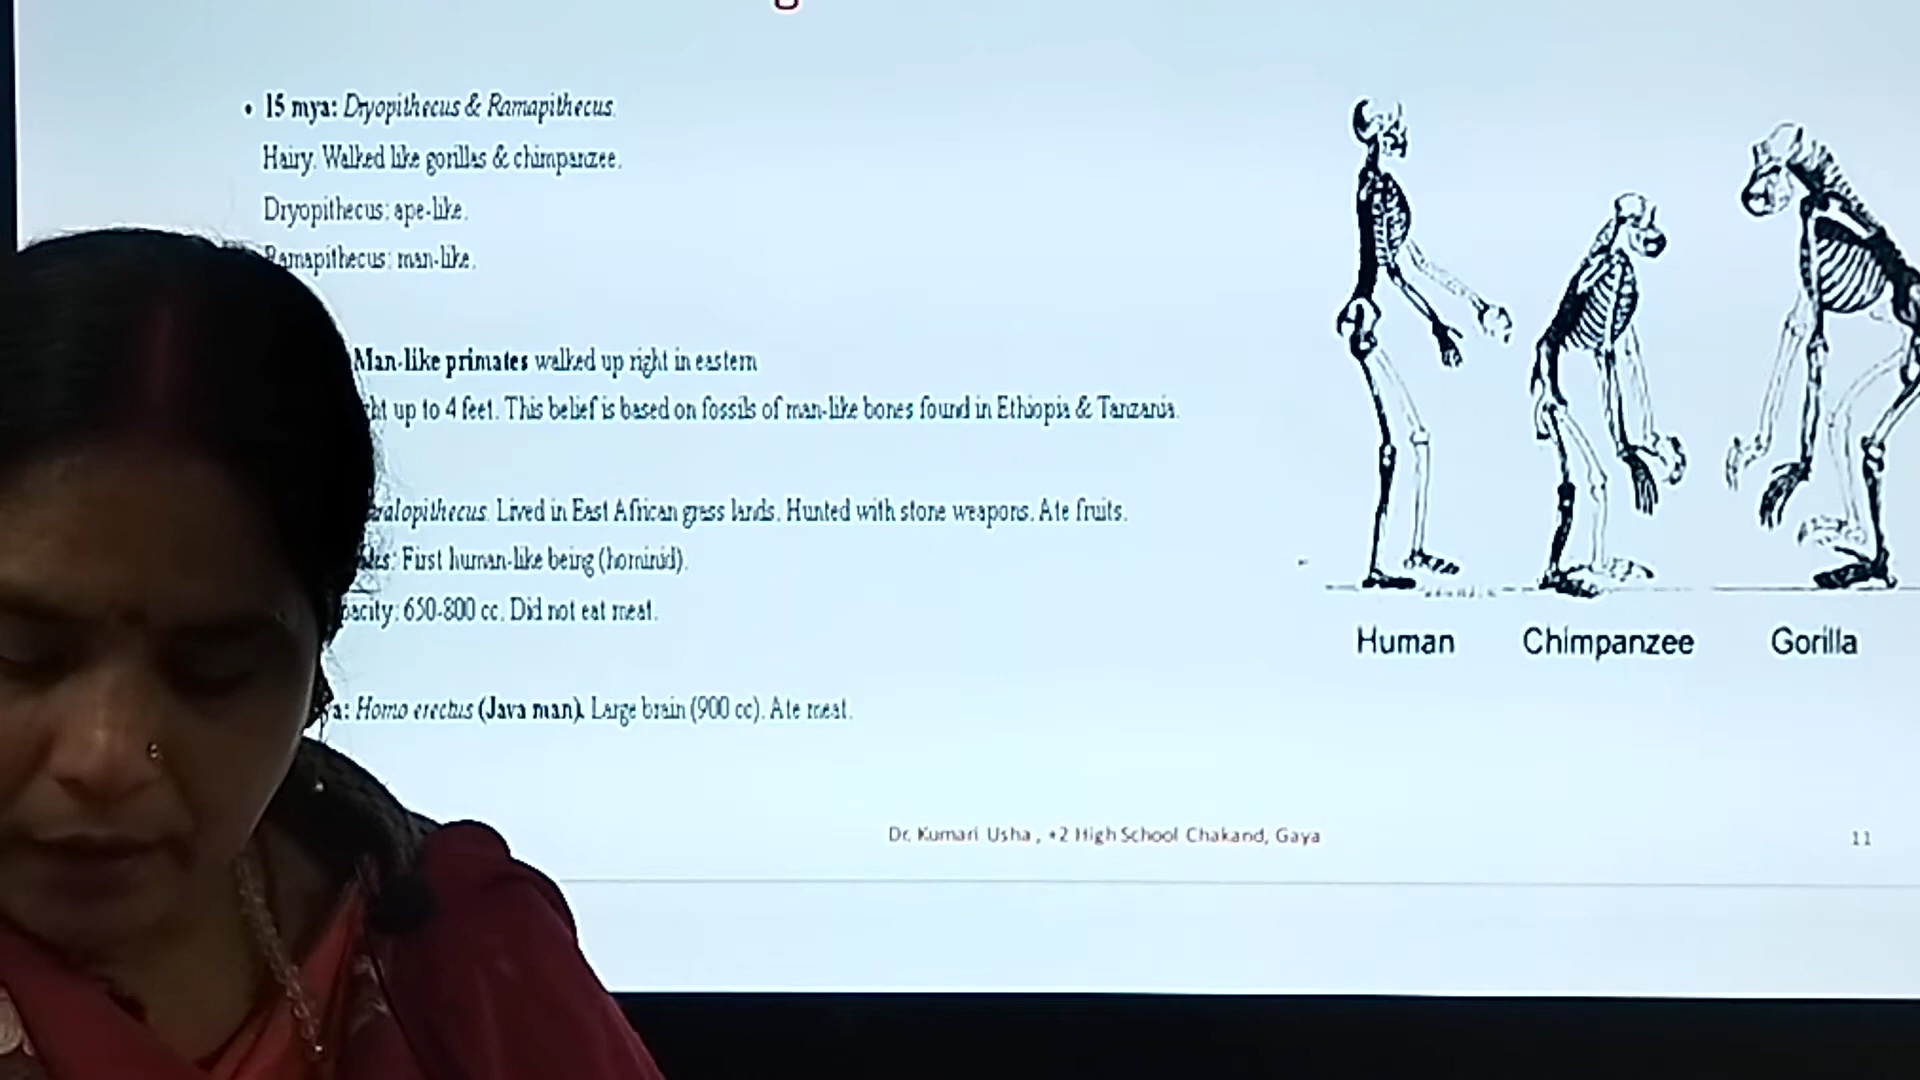 • 15 mya: Dryopithecus & Ramapithecus.
Hairy. Walked like gorillas & chimpanzee.
Dryopithecus: ape-like.
Ramapithecus: man-like.
Man-like primates walked up right in eastern
up to 4 feet. This belief is based on fossils of man-like bones found in Ethiopia & Tanzania.
Lived in East African grass lands. Hunted with stone weapons. Ate fruits.
First human-like being (hominid).
650-800 cc. Did not eat meat.
Homo erectus (Java man). Large brain (900 cc). Ate meat.
Human Chimpanzee Gorilla
Dr. Kumari Usha , +2 High School Chakand, Gaya 11